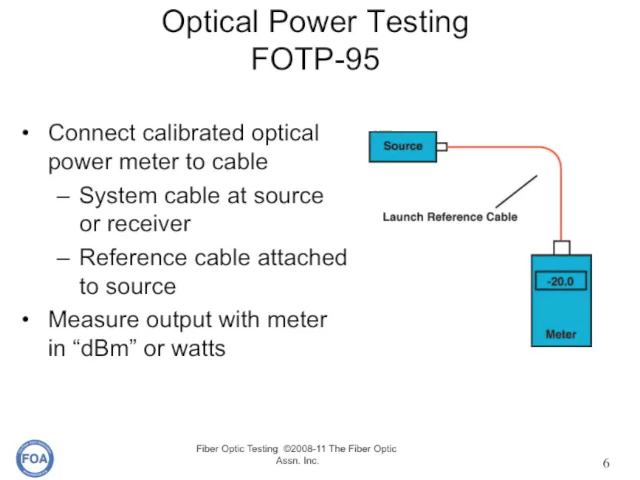 Optical Power Testing
FOTP-95
• Connect calibrated optical
power meter to cable
– System cable at source
or receiver
– Reference cable attached
to source
• Measure output with meter
in “dBm” or watts
Source
Launch Reference Cable
-20.0
Meter
FOA
Fiber Optic Testing ©2008-11 The Fiber Optic
Assn. Inc.
6